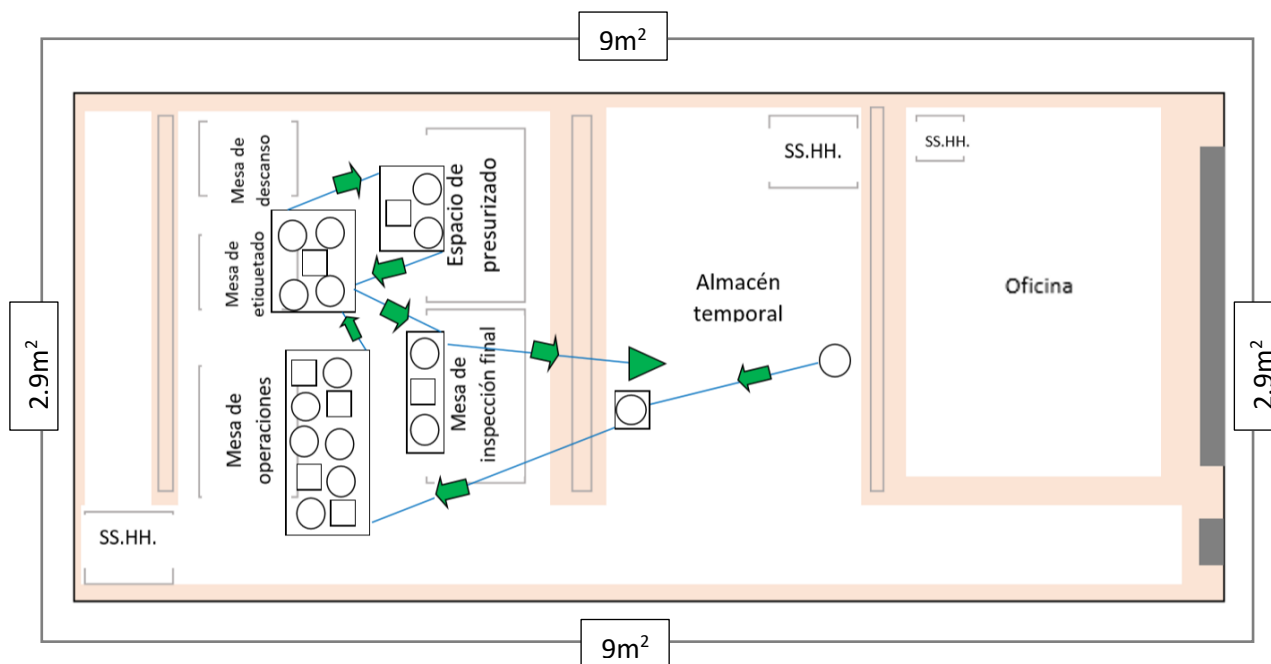 9m²
Mesa de
descanso
Espacio de
presurizado
SS.HH.
SS.HH.
Mesa de
etiquetado
Almacén
temporal
Oficina
2.9m²
2.9m²
Mesa de
operaciones
Mesa de
inspección final
SS.HH.
9m²